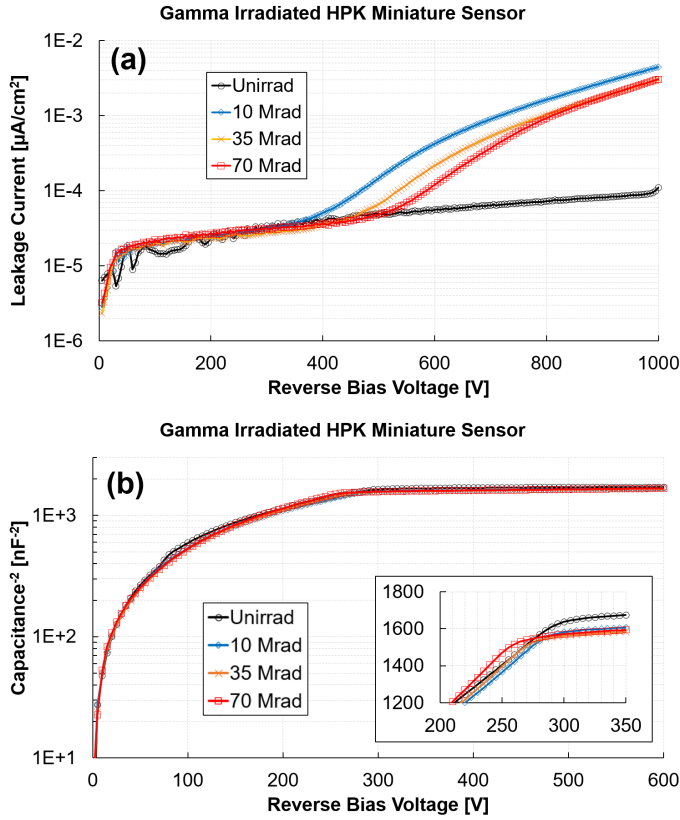 Gamma Irradiated HPK Miniature Sensor
(a)
1E-2
1E-3
1E-4
1E-5
1E-6
Leakage Current [µA/cm²]
Unirrad
10 Mrad
35 Mrad
70 Mrad
0 200 400 600 800 1000
Reverse Bias Voltage [V]
Gamma Irradiated HPK Miniature Sensor
(b)
1E+3
1E+2
1E+1
Capacitance⁻² [nF⁻²]
Unirrad
10 Mrad
35 Mrad
70 Mrad
1800
1600
1400
1200
200 250 300 350
0 100 200 300 400 500 600
Reverse Bias Voltage [V]